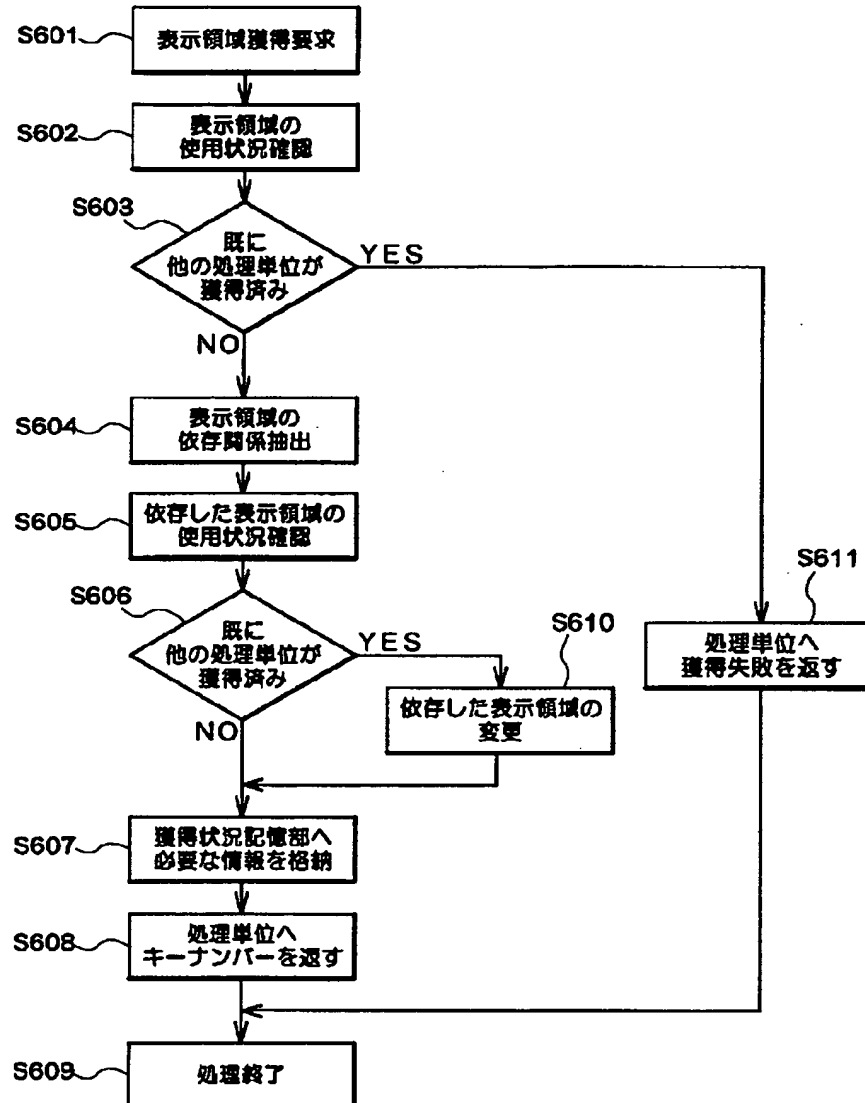 S601
表示領域獲得要求
S602
表示領域の
使用状況確認
S603
既に
他の処理単位が
獲得済み
YES
NO
S604
表示領域の
依存関係抽出
S605
依存した表示領域の
使用状況確認
S606
既に
他の処理単位が
獲得済み
YES
NO
S610
依存した表示領域の
変更
S611
処理単位へ
獲得失敗を返す
S607
獲得状況記憶部へ
必要な情報を格納
S608
処理単位へ
キーナンバーを返す
S609
処理終了